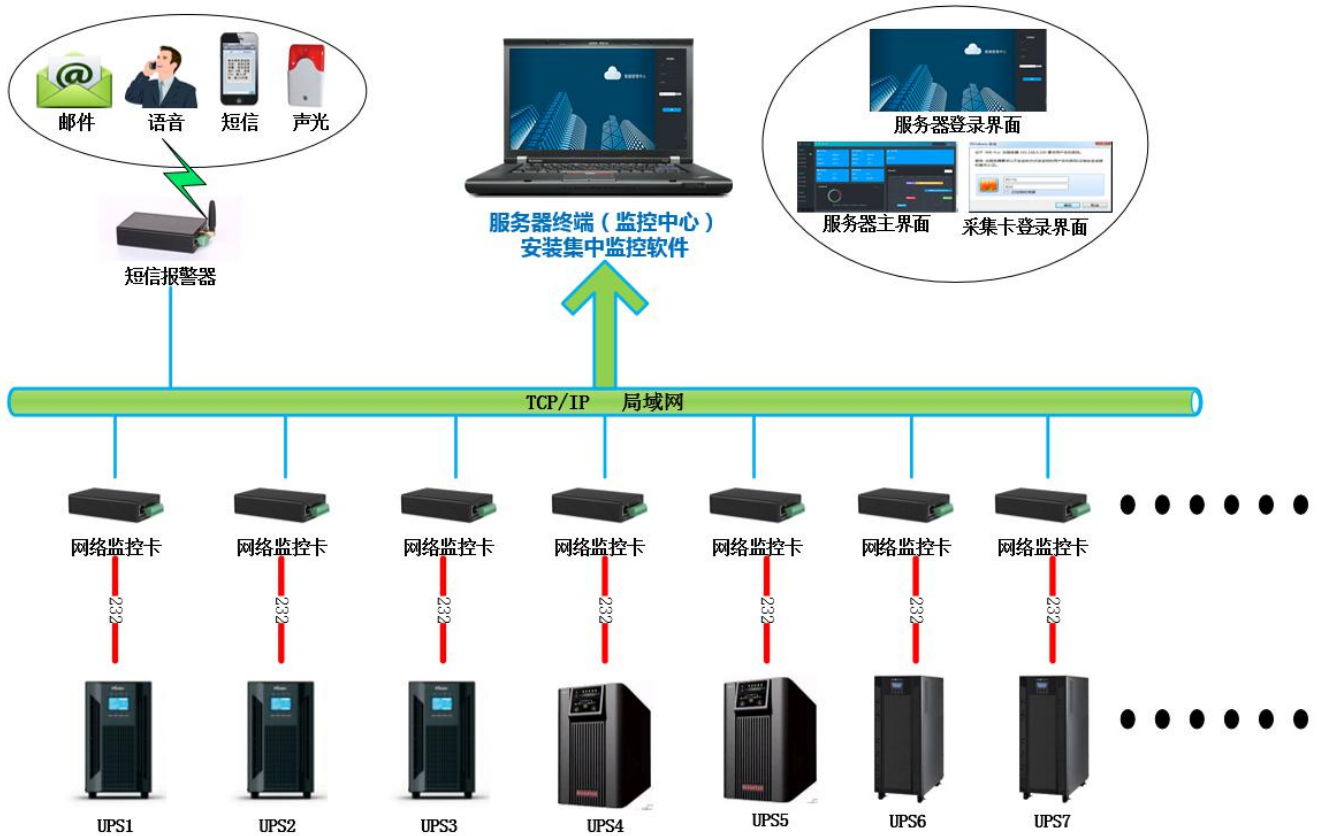 邮件
语音
短信
声光
短信报警器
服务器终端（监控中心）
安装集中监控软件
服务器登录界面
服务器主界面
采集卡登录界面
TCP/IP 局域网
网络监控卡
网络监控卡
网络监控卡
网络监控卡
网络监控卡
网络监控卡
网络监控卡
232
232
232
232
232
232
232
UPS1
UPS2
UPS3
UPS4
UPS5
UPS6
UPS7